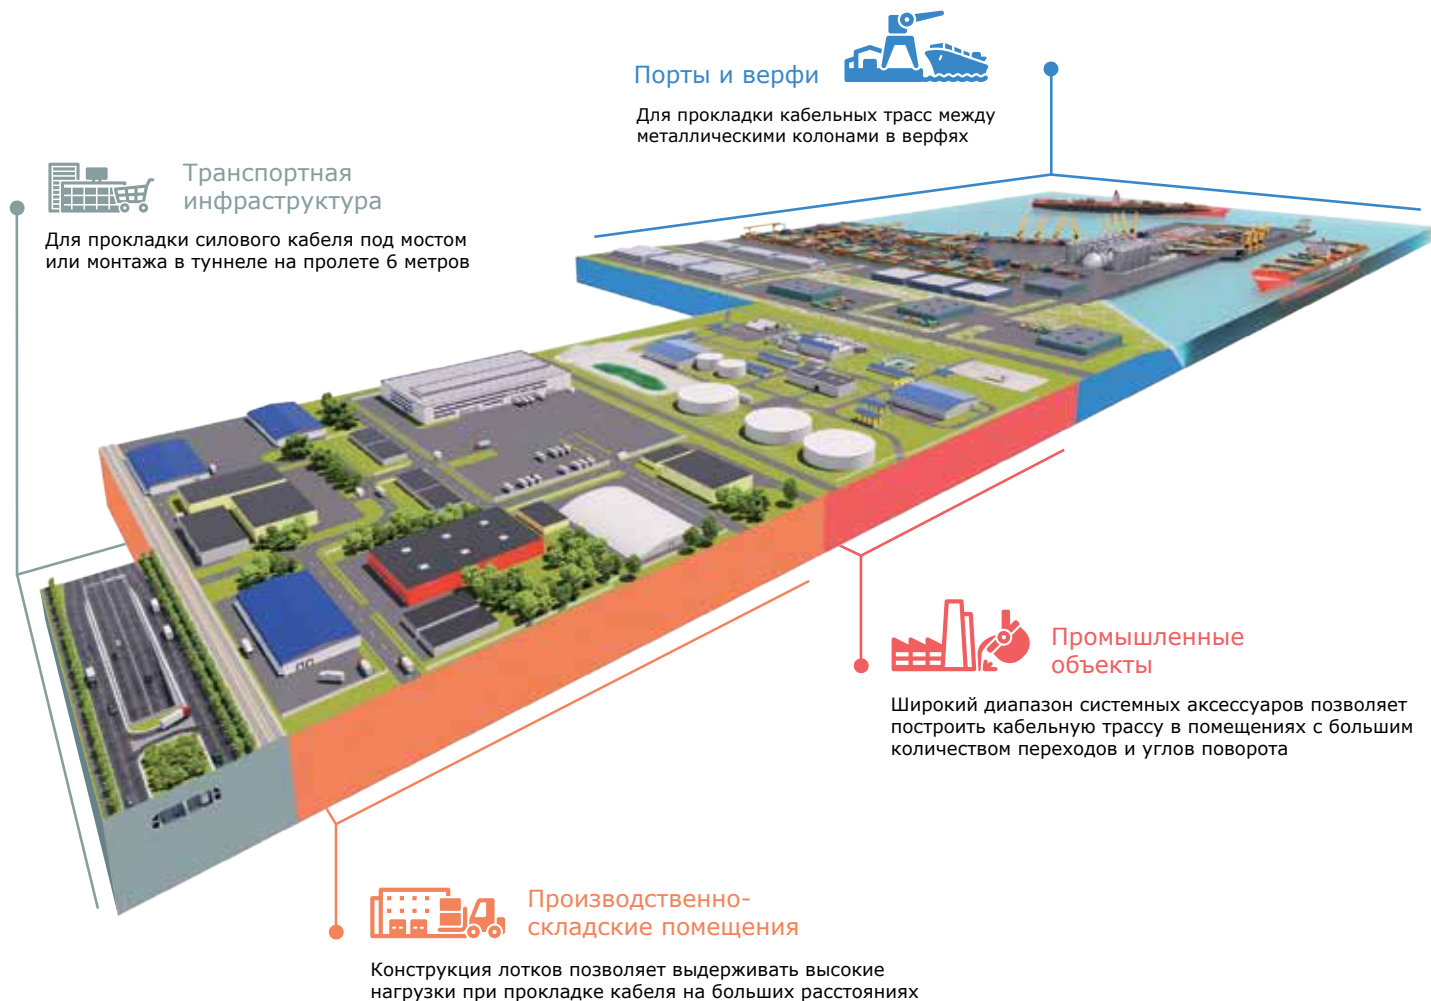 Порты и верфи
Для прокладки кабельных трасс между
металлическими колонами в верфях
Транспортная
инфраструктура
Для прокладки силового кабеля под мостом
или монтажа в туннеле на пролете 6 метров
Промышленные
объекты
Широкий диапазон системных аксессуаров позволяет
построить кабельную трассу в помещениях с большим
количеством переходов и углов поворота
Производственно-
складские помещения
Конструкция лотков позволяет выдерживать высокие
нагрузки при прокладке кабеля на больших расстояниях